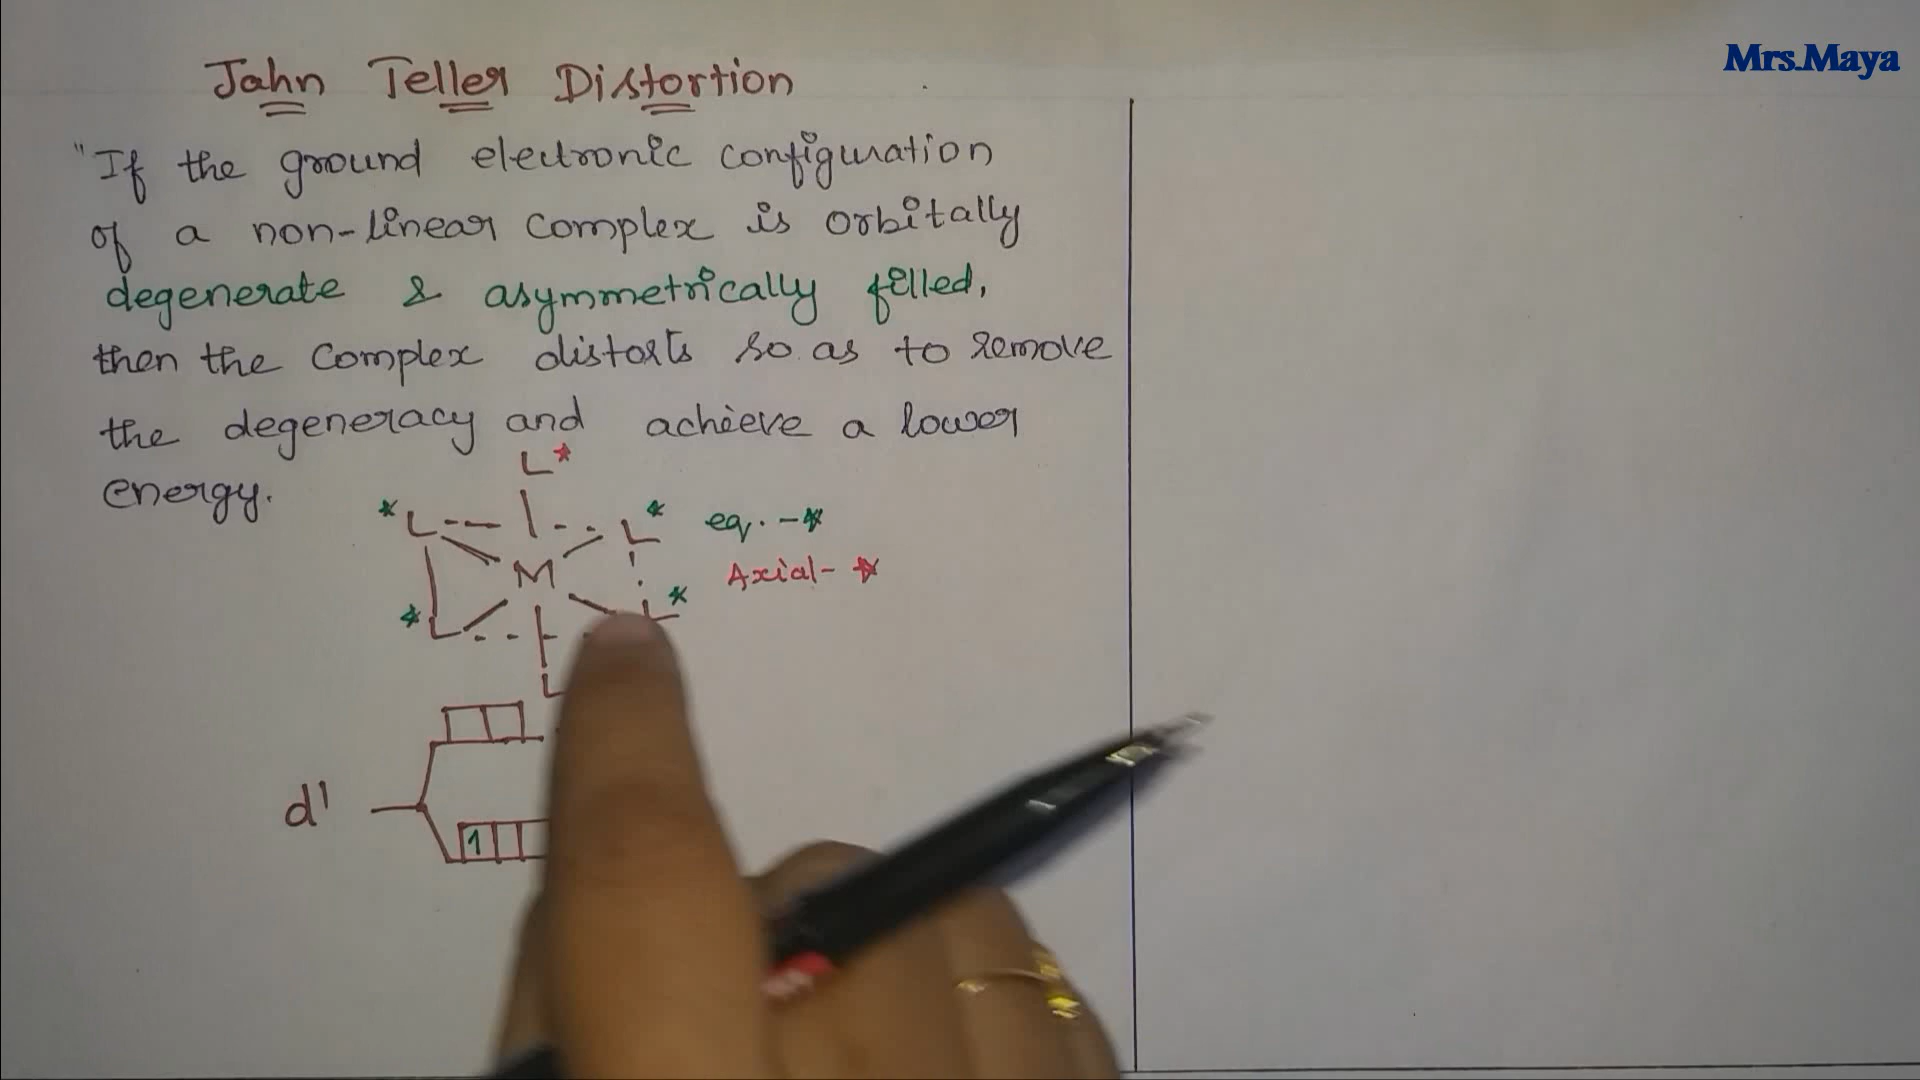 Mrs.Maya
Jahn Teller Distortion
"If the ground electronic configuration
of a non-linear complex is orbitally
degenerate & asymmetrically filled,
then the complex distorts so as to remove
the degeneracy and achieve a lower
energy.
L*
*L L* eq. - *
M Axial - *
*L L*
L
d¹
1